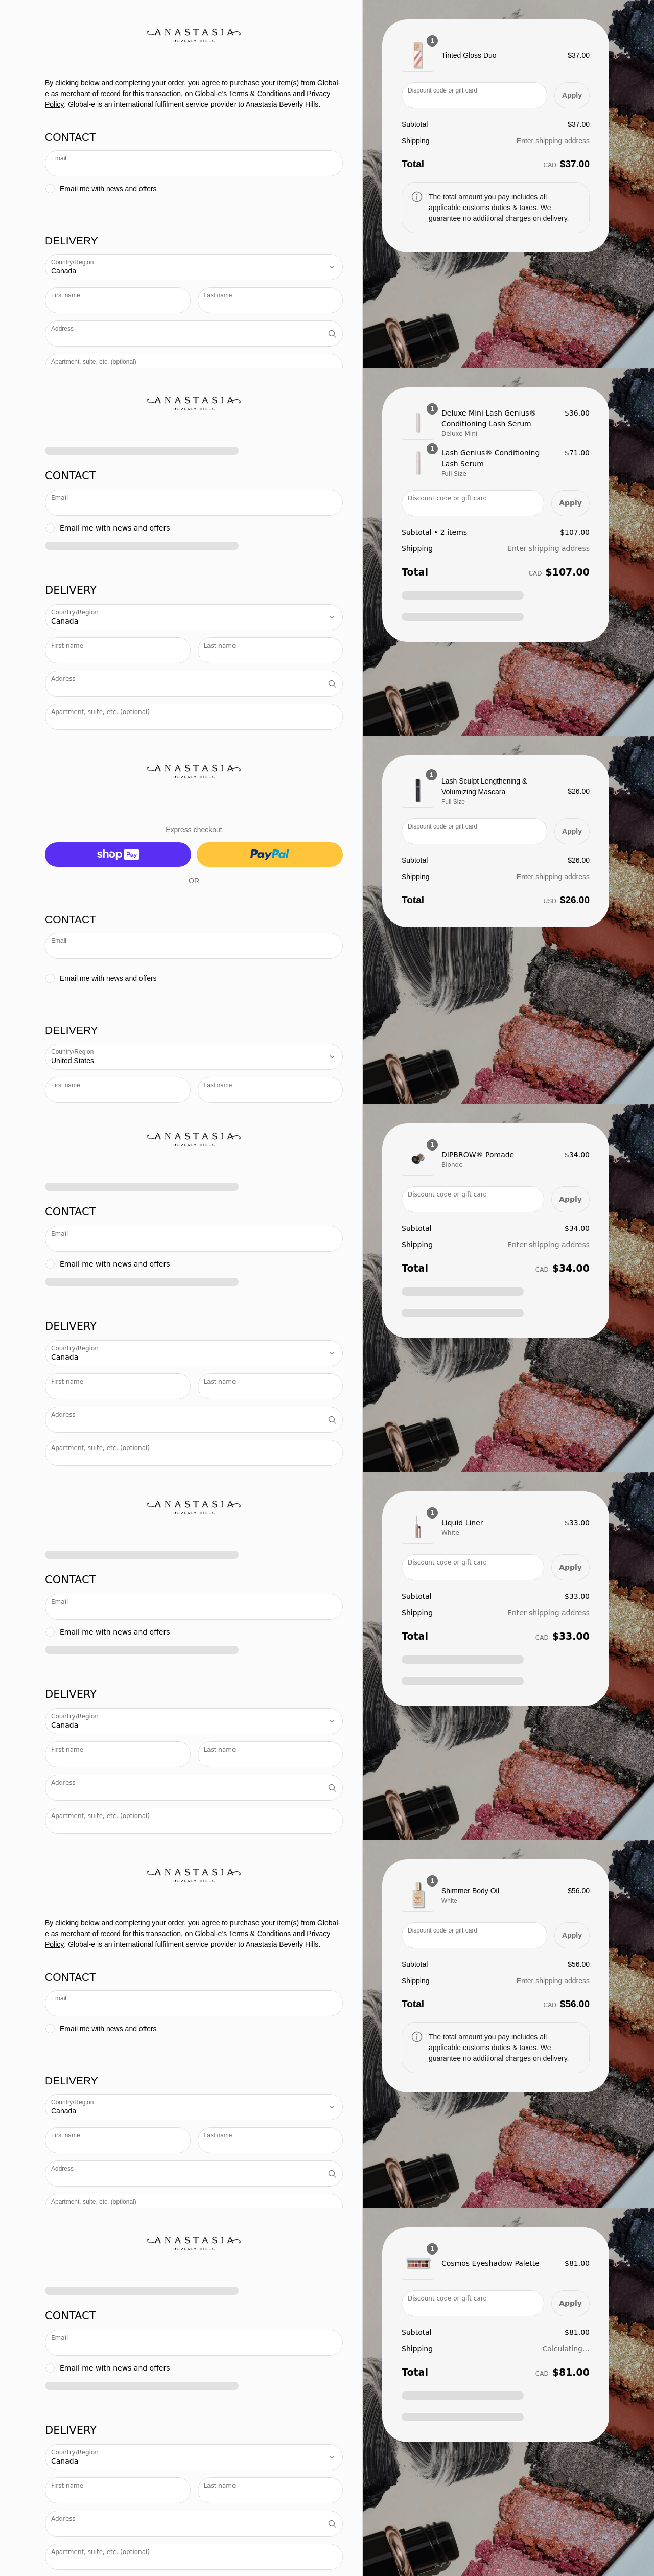 ANASTASIA
BEVERLY HILLS
By clicking below and completing your order, you agree to purchase your item(s) from Global-
e as merchant of record for this transaction, on Global-e's Terms & Conditions and Privacy
Policy. Global-e is an international fulfilment service provider to Anastasia Beverly Hills.
CONTACT
Email
Email me with news and offers
DELIVERY
Country/Region
Canada
First name
Last name
Address
Apartment, suite, etc. (optional)
1
Tinted Gloss Duo
$37.00
Discount code or gift card
Apply
Subtotal
$37.00
Shipping
Enter shipping address
Total
CAD $37.00
The total amount you pay includes all
applicable customs duties & taxes. We
guarantee no additional charges on delivery.
ANASTASIA
BEVERLY HILLS
CONTACT
Email
Email me with news and offers
DELIVERY
Country/Region
Canada
First name
Last name
Address
Apartment, suite, etc. (optional)
1
Deluxe Mini Lash Genius®
Conditioning Lash Serum
Deluxe Mini
$36.00
1
Lash Genius® Conditioning
Lash Serum
Full Size
$71.00
Discount code or gift card
Apply
Subtotal • 2 items
$107.00
Shipping
Enter shipping address
Total
CAD $107.00
ANASTASIA
BEVERLY HILLS
Express checkout
shop Pay
PayPal
OR
CONTACT
Email
Email me with news and offers
DELIVERY
Country/Region
United States
First name
Last name
1
Lash Sculpt Lengthening &
Volumizing Mascara
Full Size
$26.00
Discount code or gift card
Apply
Subtotal
$26.00
Shipping
Enter shipping address
Total
USD $26.00
ANASTASIA
BEVERLY HILLS
CONTACT
Email
Email me with news and offers
DELIVERY
Country/Region
Canada
First name
Last name
Address
Apartment, suite, etc. (optional)
1
DIPBROW® Pomade
Blonde
$34.00
Discount code or gift card
Apply
Subtotal
$34.00
Shipping
Enter shipping address
Total
CAD $34.00
ANASTASIA
BEVERLY HILLS
CONTACT
Email
Email me with news and offers
DELIVERY
Country/Region
Canada
First name
Last name
Address
Apartment, suite, etc. (optional)
1
Liquid Liner
White
$33.00
Discount code or gift card
Apply
Subtotal
$33.00
Shipping
Enter shipping address
Total
CAD $33.00
ANASTASIA
BEVERLY HILLS
By clicking below and completing your order, you agree to purchase your item(s) from Global-
e as merchant of record for this transaction, on Global-e's Terms & Conditions and Privacy
Policy. Global-e is an international fulfilment service provider to Anastasia Beverly Hills.
CONTACT
Email
Email me with news and offers
DELIVERY
Country/Region
Canada
First name
Last name
Address
Apartment, suite, etc. (optional)
1
Shimmer Body Oil
White
$56.00
Discount code or gift card
Apply
Subtotal
$56.00
Shipping
Enter shipping address
Total
CAD $56.00
The total amount you pay includes all
applicable customs duties & taxes. We
guarantee no additional charges on delivery.
ANASTASIA
BEVERLY HILLS
CONTACT
Email
Email me with news and offers
DELIVERY
Country/Region
Canada
First name
Last name
Address
Apartment, suite, etc. (optional)
1
Cosmos Eyeshadow Palette
$81.00
Discount code or gift card
Apply
Subtotal
$81.00
Shipping
Calculating...
Total
CAD $81.00